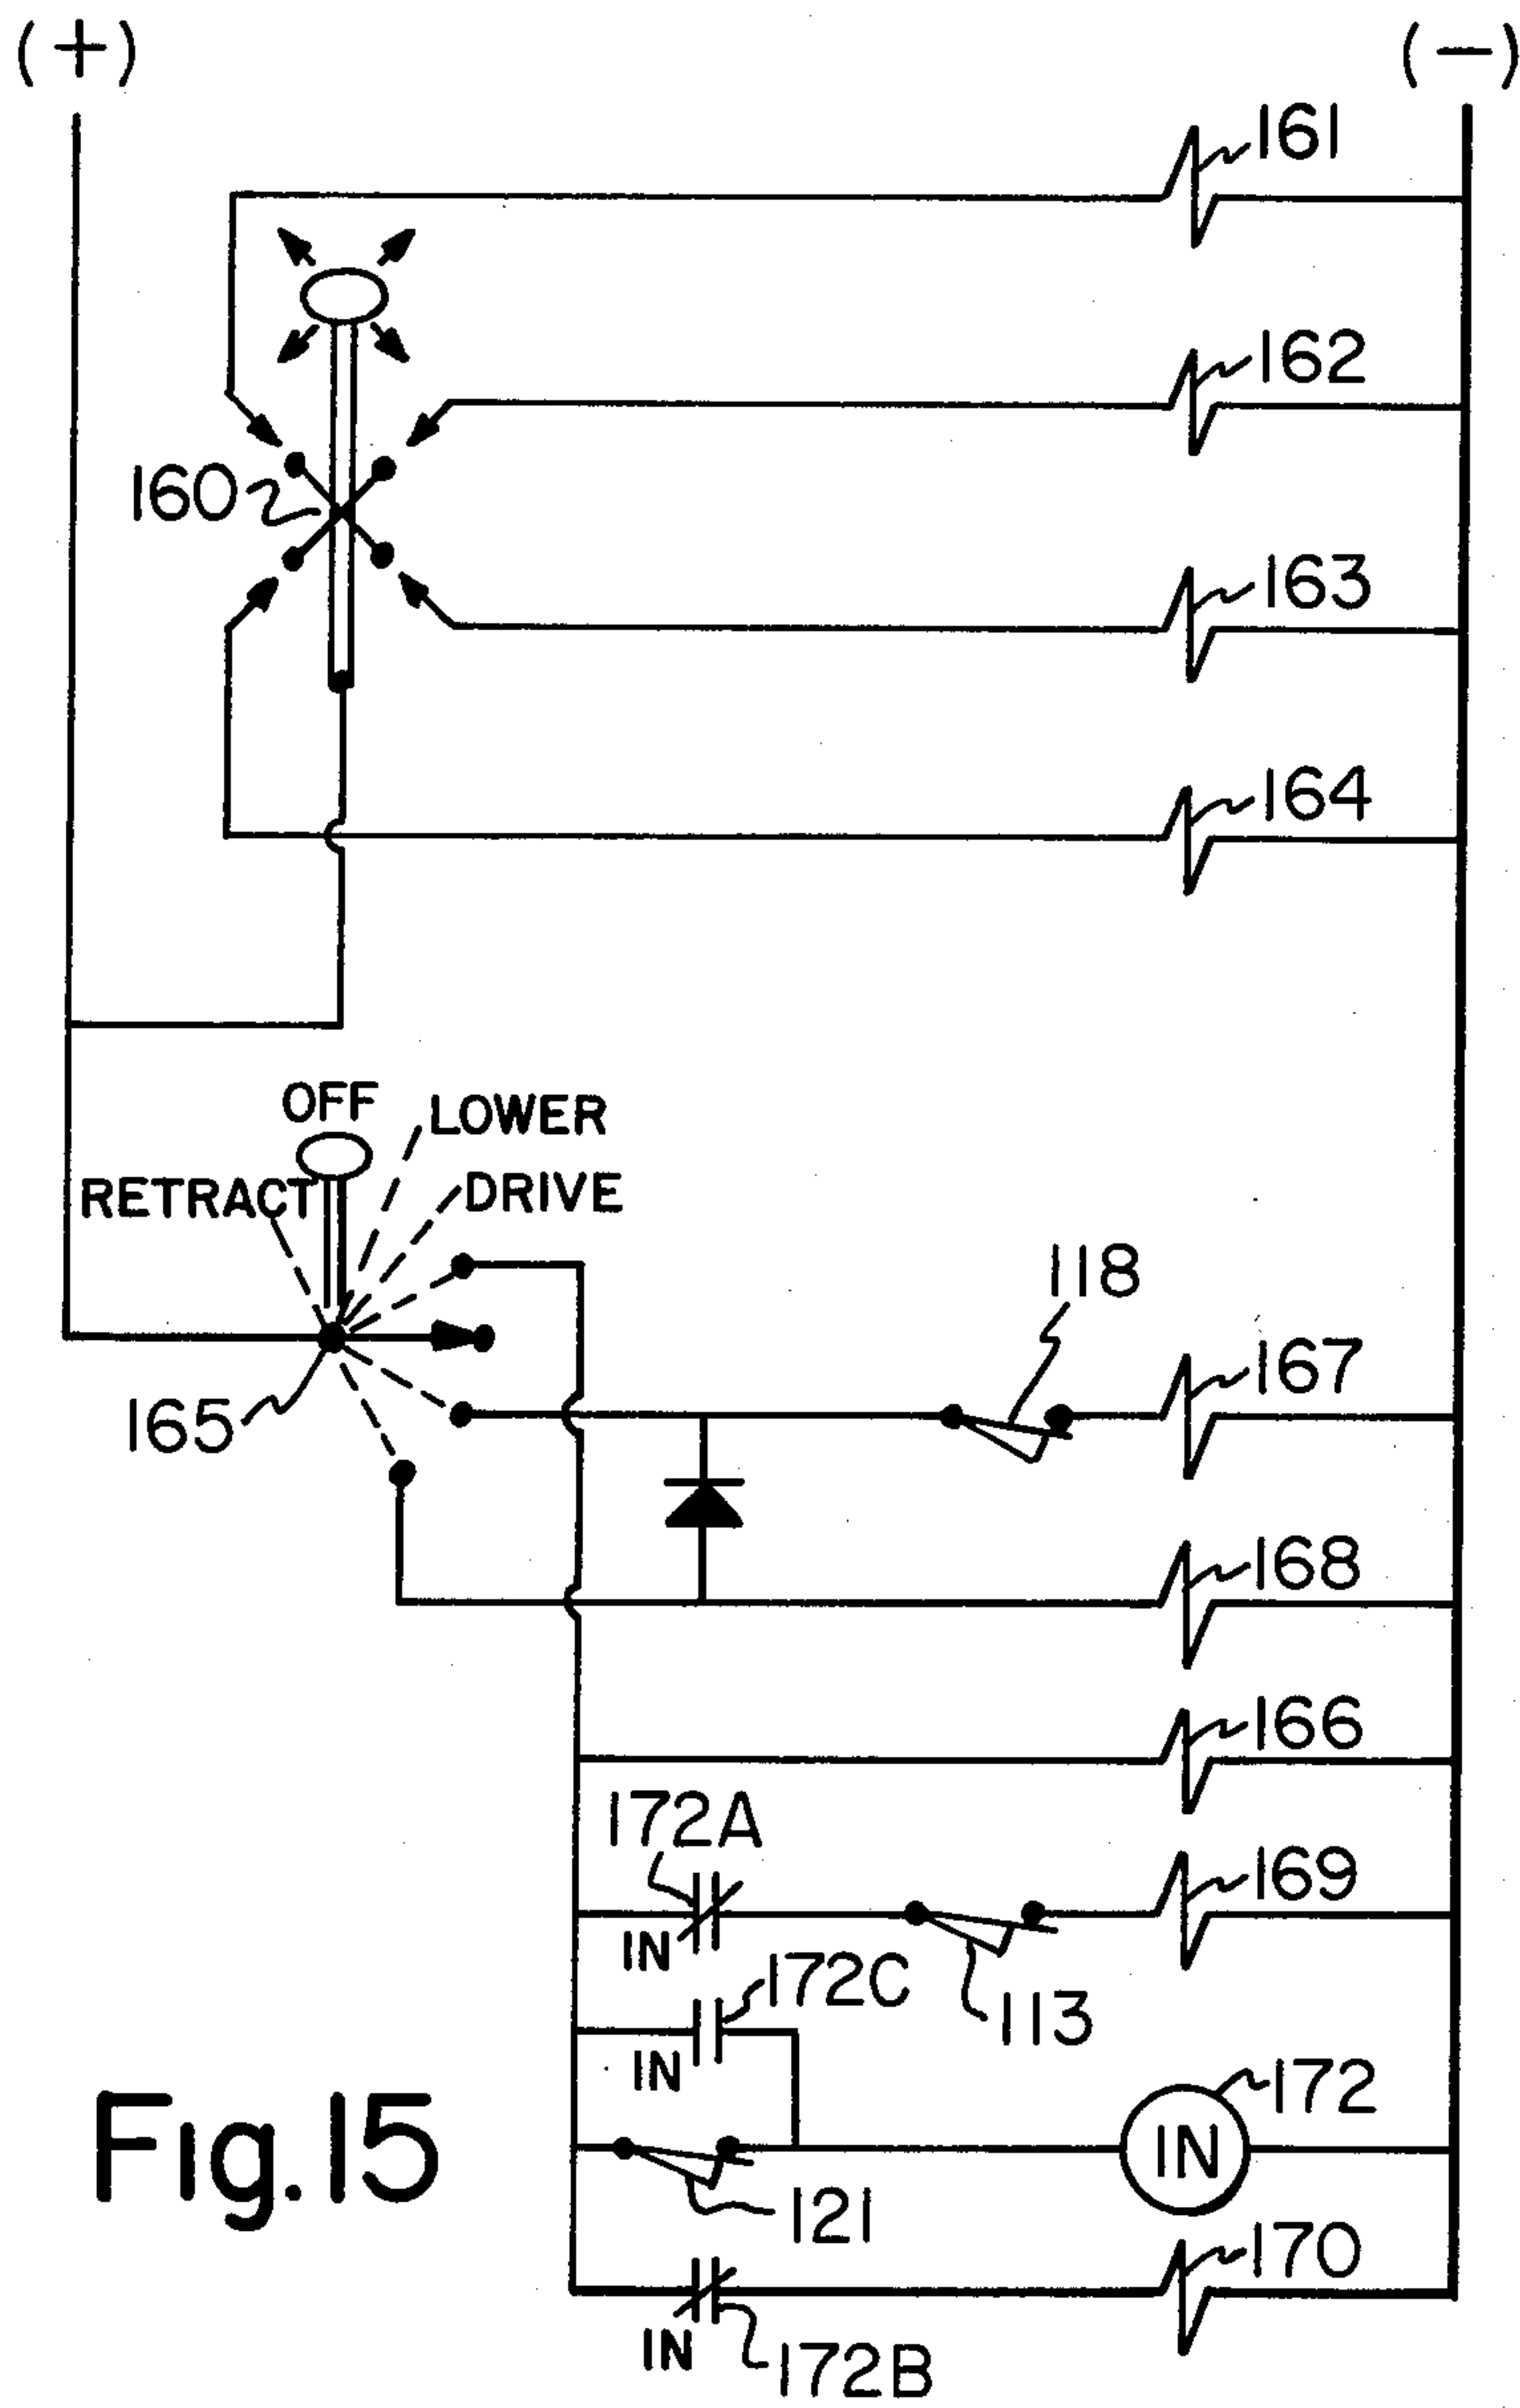 (+)
(−)
161
162
160
163
164
OFF
LOWER
RETRACT
DRIVE
118
167
165
168
166
172A
169
IN
172C
113
IN
172
IN
Fig.15
121
170
IN
172B